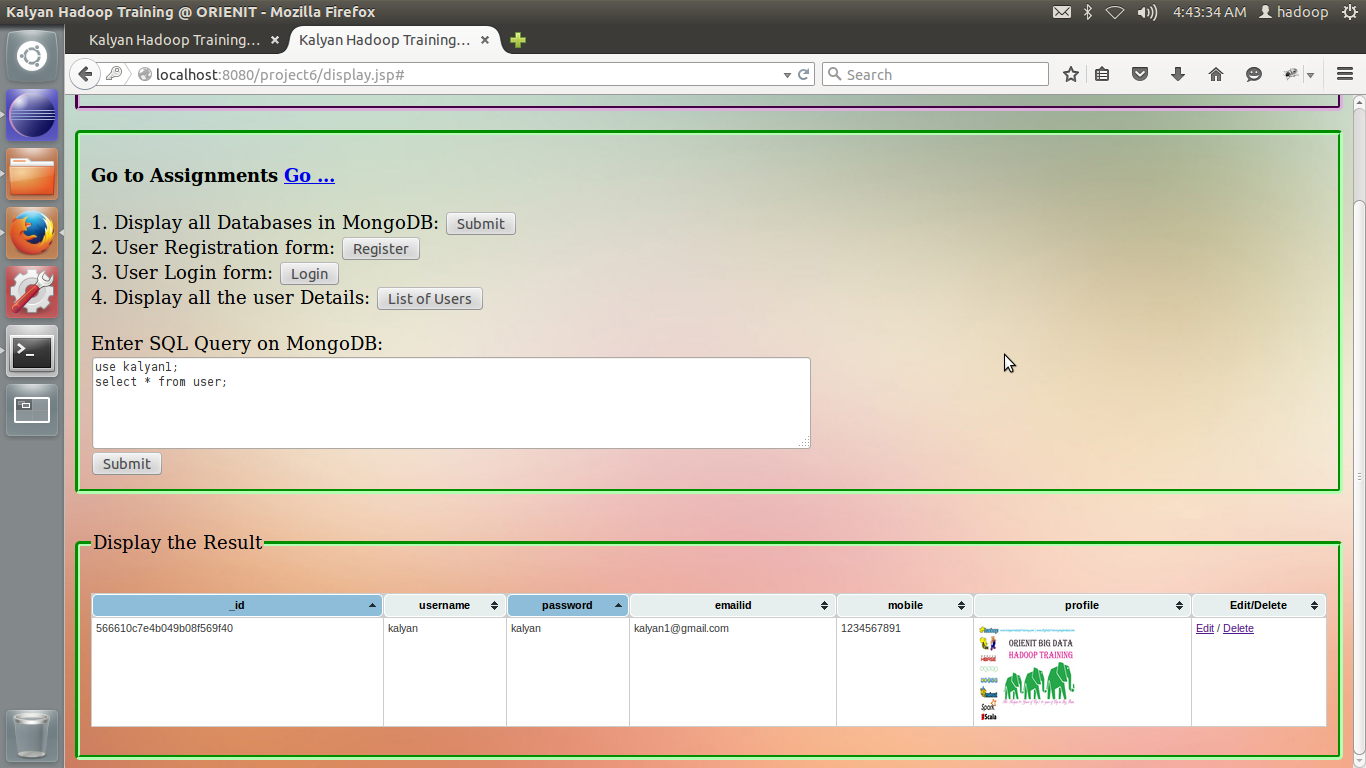 Kalyan Hadoop Training @ ORIENIT - Mozilla Firefox
4:43:34 AM hadoop
Kalyan Hadoop Training...
Kalyan Hadoop Training...
localhost:8080/project6/display.jsp#
Search
Go to Assignments Go ...
1. Display all Databases in MongoDB: Submit
2. User Registration form: Register
3. User Login form: Login
4. Display all the user Details: List of Users
Enter SQL Query on MongoDB:
use kalyan1;
select * from user;
Submit
Display the Result
_id username password emailid mobile profile Edit/Delete
566610c7e4b049b08f569f40 kalyan kalyan kalyan1@gmail.com 1234567891 Edit / Delete
ORIENIT BIG DATA
HADOOP TRAINING
Spark
Scala